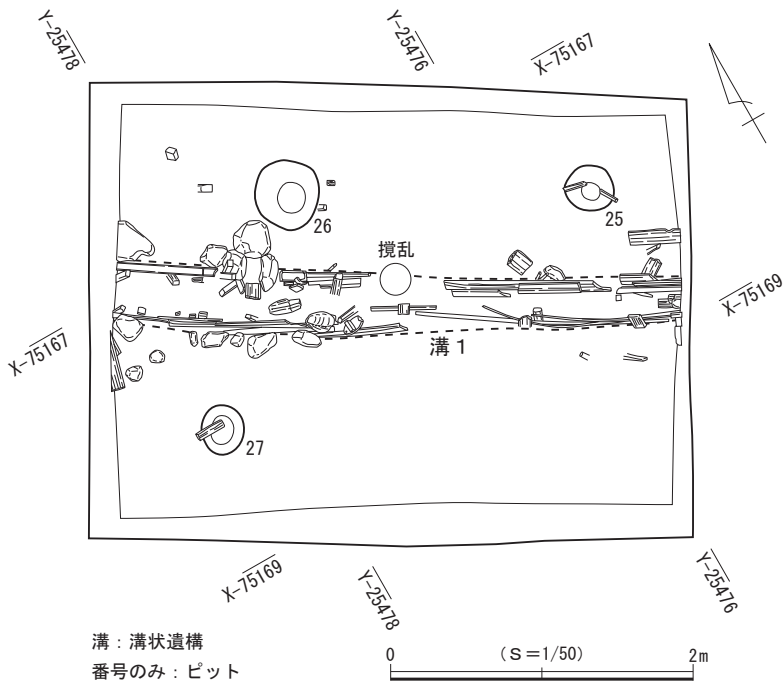 Y-25478
Y-25476
X-75167
26
25
撹乱
X-75169
X-75167
溝1
27
X-75169
Y-25478
Y-25476
溝：溝状遺構
番号のみ：ピット
0 (S=1/50) 2m